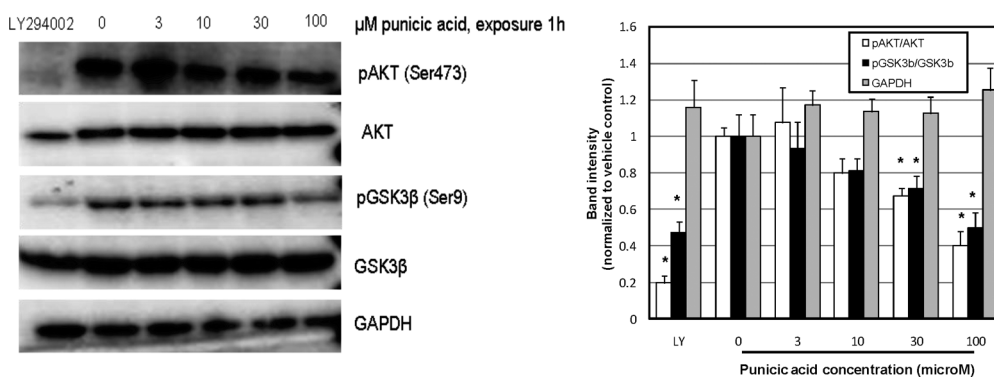 LY294002 0 3 10 30 100 µM punicic acid, exposure 1h
pAKT (Ser473)
AKT
pGSK3β (Ser9)
GSK3β
GAPDH
Band intensity
(normalized to vehicle control)
1.6
1.4
1.2
1
0.8
0.6
0.4
0.2
0
pAKT/AKT
pGSK3b/GSK3b
GAPDH
* *
* *
* *
LY 0 3 10 30 100
Punicic acid concentration (microM)